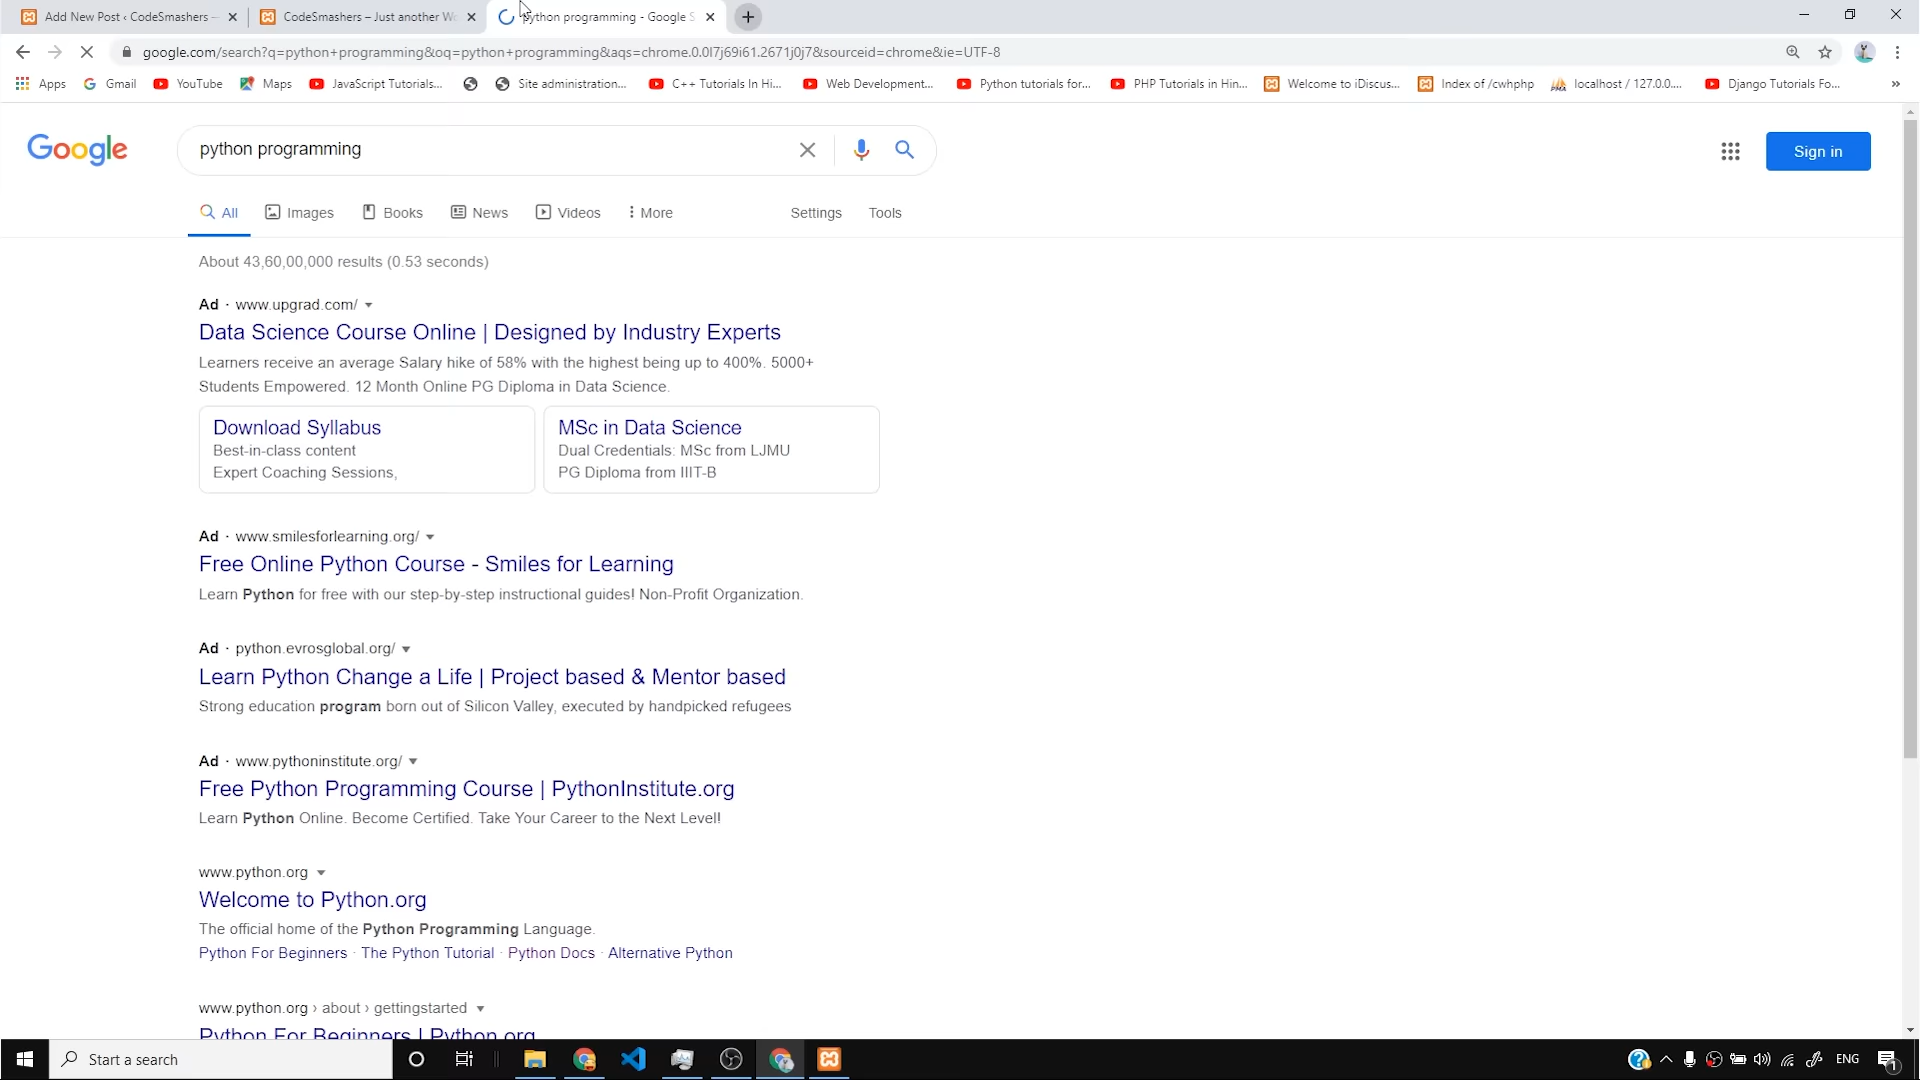 Add New Post ‹ CodeSmashers —
CodeSmashers – Just another Wo
python programming - Google S
google.com/search?q=python+programming&oq=python+programming&aqs=chrome.0.0l7j69i61.2671j0j7&sourceid=chrome&ie=UTF-8
Apps Gmail YouTube Maps JavaScript Tutorials... Site administration... C++ Tutorials In Hi... Web Development... Python tutorials for... PHP Tutorials in Hin... Welcome to iDiscus... Index of /cwhphp localhost / 127.0.0.... Django Tutorials Fo... »
Google
python programming
Sign in
All Images Books News Videos More Settings Tools
About 43,60,00,000 results (0.53 seconds)
Ad · www.upgrad.com/
Data Science Course Online | Designed by Industry Experts
Learners receive an average Salary hike of 58% with the highest being up to 400%. 5000+
Students Empowered. 12 Month Online PG Diploma in Data Science.
Download Syllabus
Best-in-class content
Expert Coaching Sessions,
MSc in Data Science
Dual Credentials: MSc from LJMU
PG Diploma from IIIT-B
Ad · www.smilesforlearning.org/
Free Online Python Course - Smiles for Learning
Learn Python for free with our step-by-step instructional guides! Non-Profit Organization.
Ad · python.evrosglobal.org/
Learn Python Change a Life | Project based & Mentor based
Strong education program born out of Silicon Valley, executed by handpicked refugees
Ad · www.pythoninstitute.org/
Free Python Programming Course | PythonInstitute.org
Learn Python Online. Become Certified. Take Your Career to the Next Level!
www.python.org
Welcome to Python.org
The official home of the Python Programming Language.
Python For Beginners · The Python Tutorial · Python Docs · Alternative Python
www.python.org › about › gettingstarted
Python For Beginners | Python.org
Start a search
ENG
1